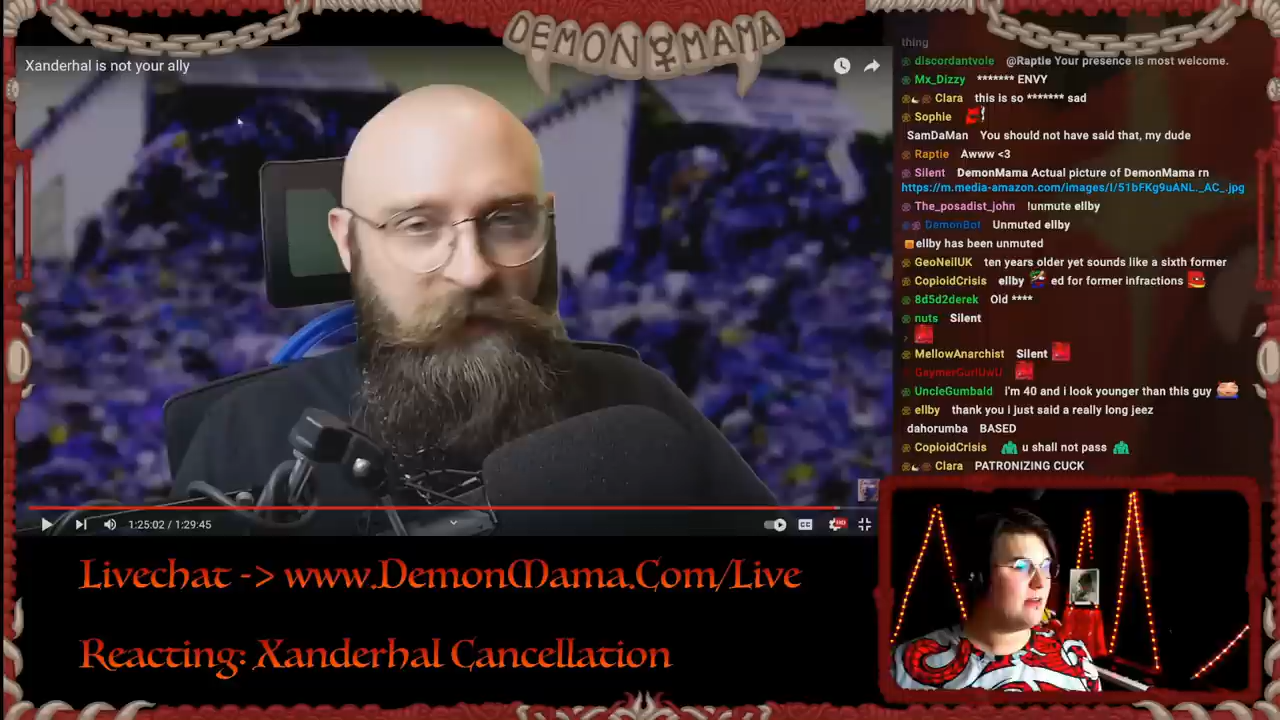 DEMON MAMA
Xanderhal is not your ally
1:25:02 / 1:29:45
CC
HD
thing
discordantvole @Raptie Your presence is most welcome.
Mx_Dizzy ******* ENVY
Clara this is so ******* sad
Sophie
SamDaMan You should not have said that, my dude
Raptie Awww <3
Silent DemonMama Actual picture of DemonMama rn
https://m.media-amazon.com/images/I/51bFKg9uANL._AC_.jpg
The_posadist_john !unmute ellby
DemonBot Unmuted ellby
ellby has been unmuted
GeoNeilUK ten years older yet sounds like a sixth former
CopioidCrisis ellby ed for former infractions
8d5d2derek Old ****
nuts Silent
MellowAnarchist Silent
GaymerGurlUwU
UncleGumbald i'm 40 and i look younger than this guy
ellby thank you i just said a really long jeez
dahorumba BASED
CopioidCrisis u shall not pass
Clara PATRONIZING CUCK
Livechat -> www.DemonMama.Com/Live
Reacting: Xanderhal Cancellation